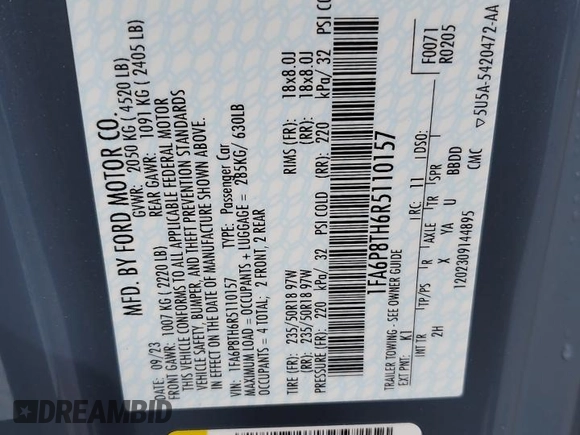 MFD. BY FORD MOTOR CO.
DATE: 09/23 GVWR: 2050 KG ( 4520 LB)
FRONT GAWR: 1007 KG ( 2220 LB) REAR GAWR: 1091 KG ( 2405 LB)
THIS VEHICLE CONFORMS TO ALL APPLICABLE FEDERAL MOTOR
VEHICLE SAFETY, BUMPER, AND THEFT PREVENTION STANDARDS
IN EFFECT ON THE DATE OF MANUFACTURE SHOWN ABOVE.
VIN: 1FA6P8TH6R5110157 TYPE: Passenger Car
MAXIMUM LOAD = OCCUPANTS + LUGGAGE = 285KG/ 630LB
OCCUPANTS = 4 TOTAL: 2 FRONT, 2 REAR
TIRE (FR): 235/50R18 97W RIMS (FR): 18x8.0J
TIRE (RR): 235/50R18 97W RIMS (RR): 18x8.0J
PRESSURE (FR): 220 kPa/ 32 PSI COLD (RR): 220 kPa/ 32 PSI COLD
1FA6P8TH6R5110157
TRAILER TOWING - SEE OWNER GUIDE
F0071
R0205
EXT PNT: K1 RC: 11 DSO:
INT TR TP/PS R AXLE TR SPR
2H X YA U BBDD
1202309144895 CMC ▽5U5A-5420472-AA
DREAMBID